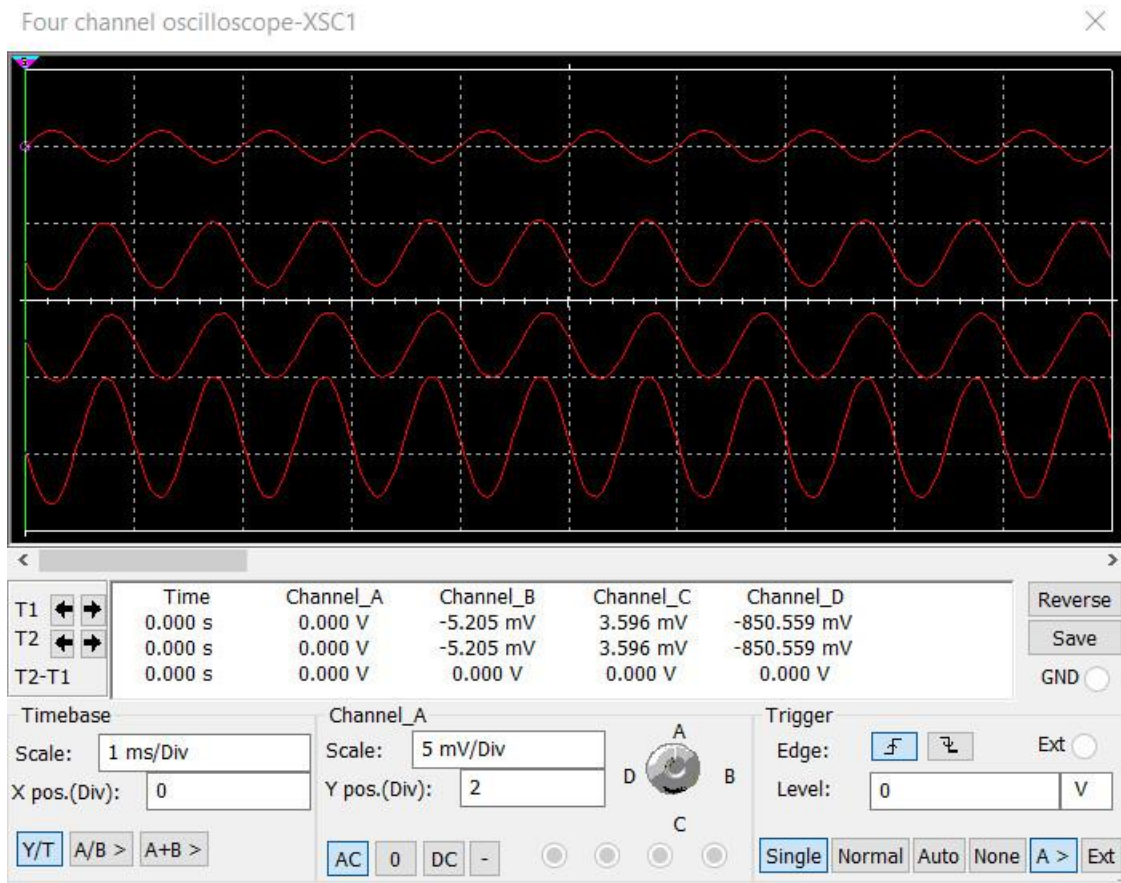 Four channel oscilloscope-XSC1
Time Channel_A Channel_B Channel_C Channel_D
T1 0.000 s 0.000 V -5.205 mV 3.596 mV -850.559 mV
T2 0.000 s 0.000 V -5.205 mV 3.596 mV -850.559 mV
T2-T1 0.000 s 0.000 V 0.000 V 0.000 V 0.000 V
Reverse
Save
GND
Timebase
Scale: 1 ms/Div
X pos.(Div): 0
Y/T A/B > A+B >
Channel_A
Scale: 5 mV/Div
Y pos.(Div): 2
AC 0 DC -
A
D B
C
Trigger
Edge: Ext
Level: 0 V
Single Normal Auto None A > Ext